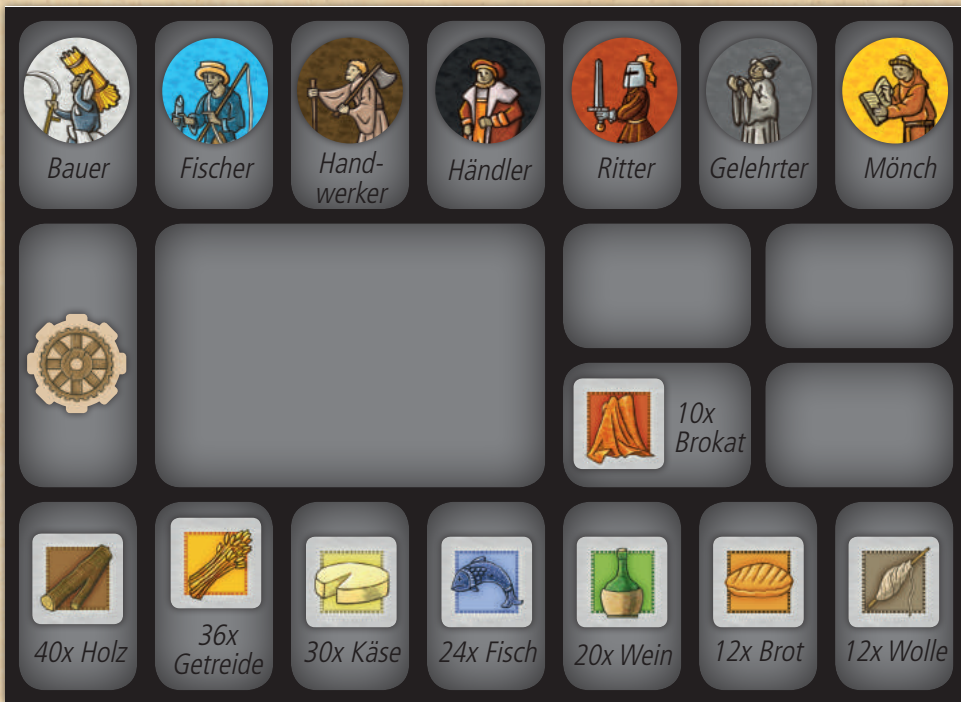 Bauer
Fischer
Hand-
werker
Händler
Ritter
Gelehrter
Mönch
10x
Brokat
40x Holz
36x
Getreide
30x Käse
24x Fisch
20x Wein
12x Brot
12x Wolle